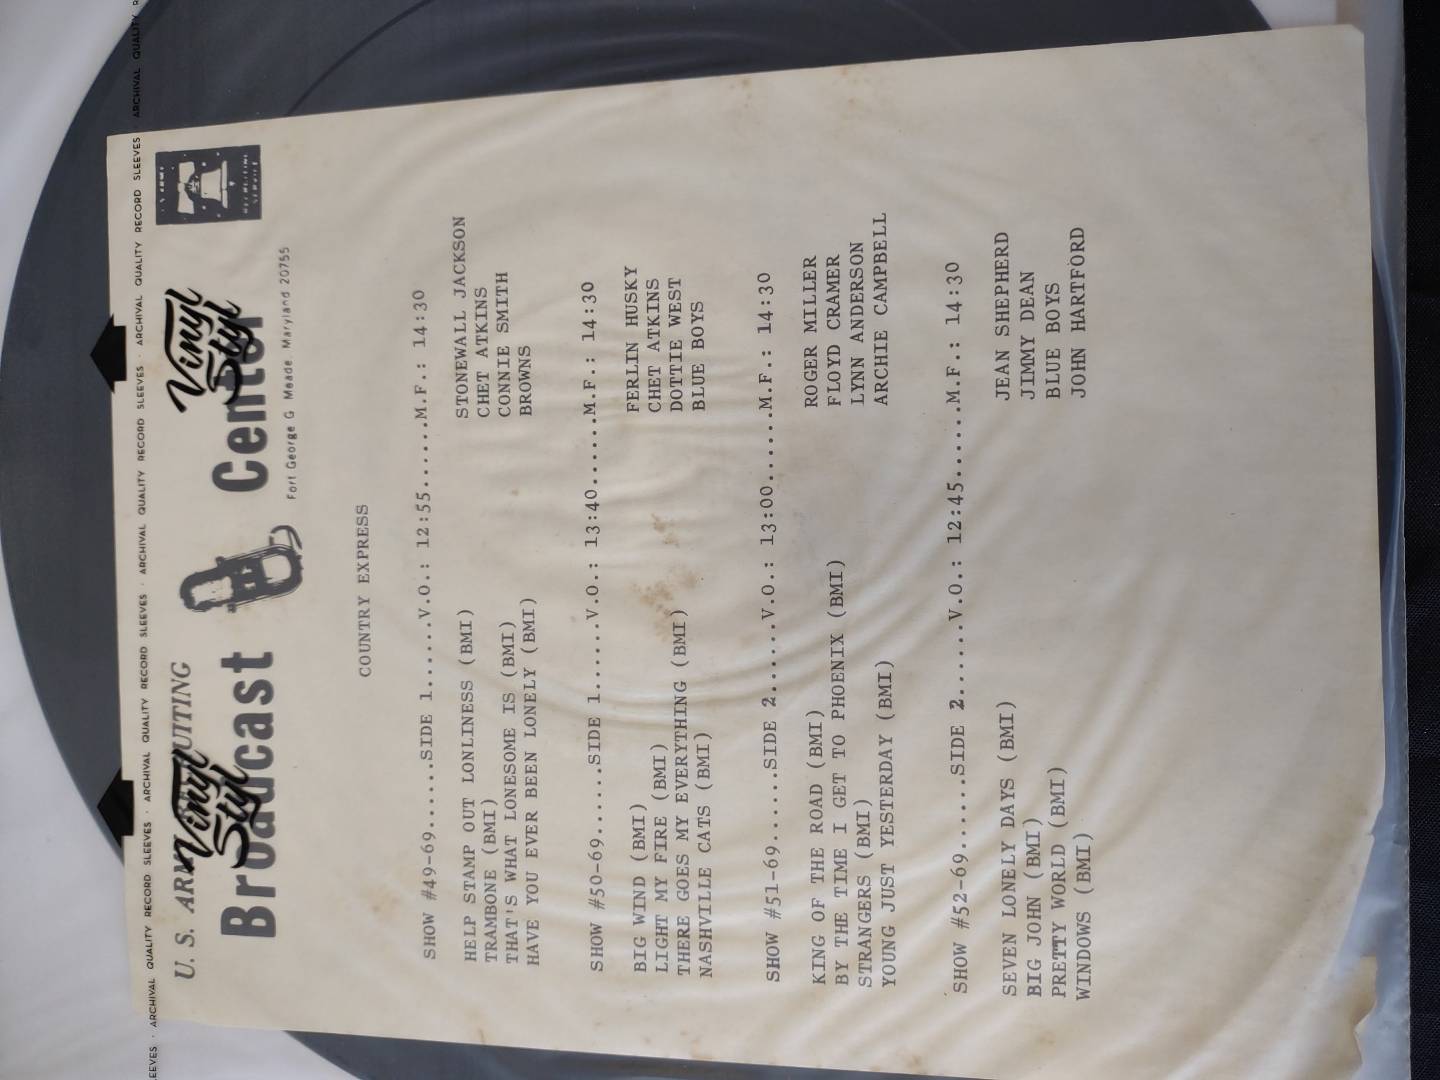 ARCHIVAL QUALITY RECORD SLEEVES · ARCHIVAL QUALITY RECORD SLEEVES · ARCHIVAL QUALITY RECORD SLEEVES · ARCHIVAL QUALITY RECORD SLEEVES · ARCHIVAL QUALITY RECORD SLEEVES
Vinyl Styl
Vinyl Styl
U. S. ARMY RECRUITING
Broadcast Center
Fort George G Meade Maryland 20755
COUNTRY EXPRESS
SHOW #49-69......SIDE 1......V.O.: 12:55......M.F.: 14:30
HELP STAMP OUT LONLINESS (BMI) STONEWALL JACKSON
TRAMBONE (BMI) CHET ATKINS
THAT'S WHAT LONESOME IS (BMI) CONNIE SMITH
HAVE YOU EVER BEEN LONELY (BMI) BROWNS
SHOW #50-69......SIDE 1......V.O.: 13:40......M.F.: 14:30
BIG WIND (BMI) FERLIN HUSKY
LIGHT MY FIRE (BMI) CHET ATKINS
THERE GOES MY EVERYTHING (BMI) DOTTIE WEST
NASHVILLE CATS (BMI) BLUE BOYS
SHOW #51-69......SIDE 2......V.O.: 13:00......M.F.: 14:30
KING OF THE ROAD (BMI) ROGER MILLER
BY THE TIME I GET TO PHOENIX (BMI) FLOYD CRAMER
STRANGERS (BMI) LYNN ANDERSON
YOUNG JUST YESTERDAY (BMI) ARCHIE CAMPBELL
SHOW #52-69......SIDE 2......V.O.: 12:45......M.F.: 14:30
SEVEN LONELY DAYS (BMI) JEAN SHEPHERD
BIG JOHN (BMI) JIMMY DEAN
PRETTY WORLD (BMI) BLUE BOYS
WINDOWS (BMI) JOHN HARTFORD